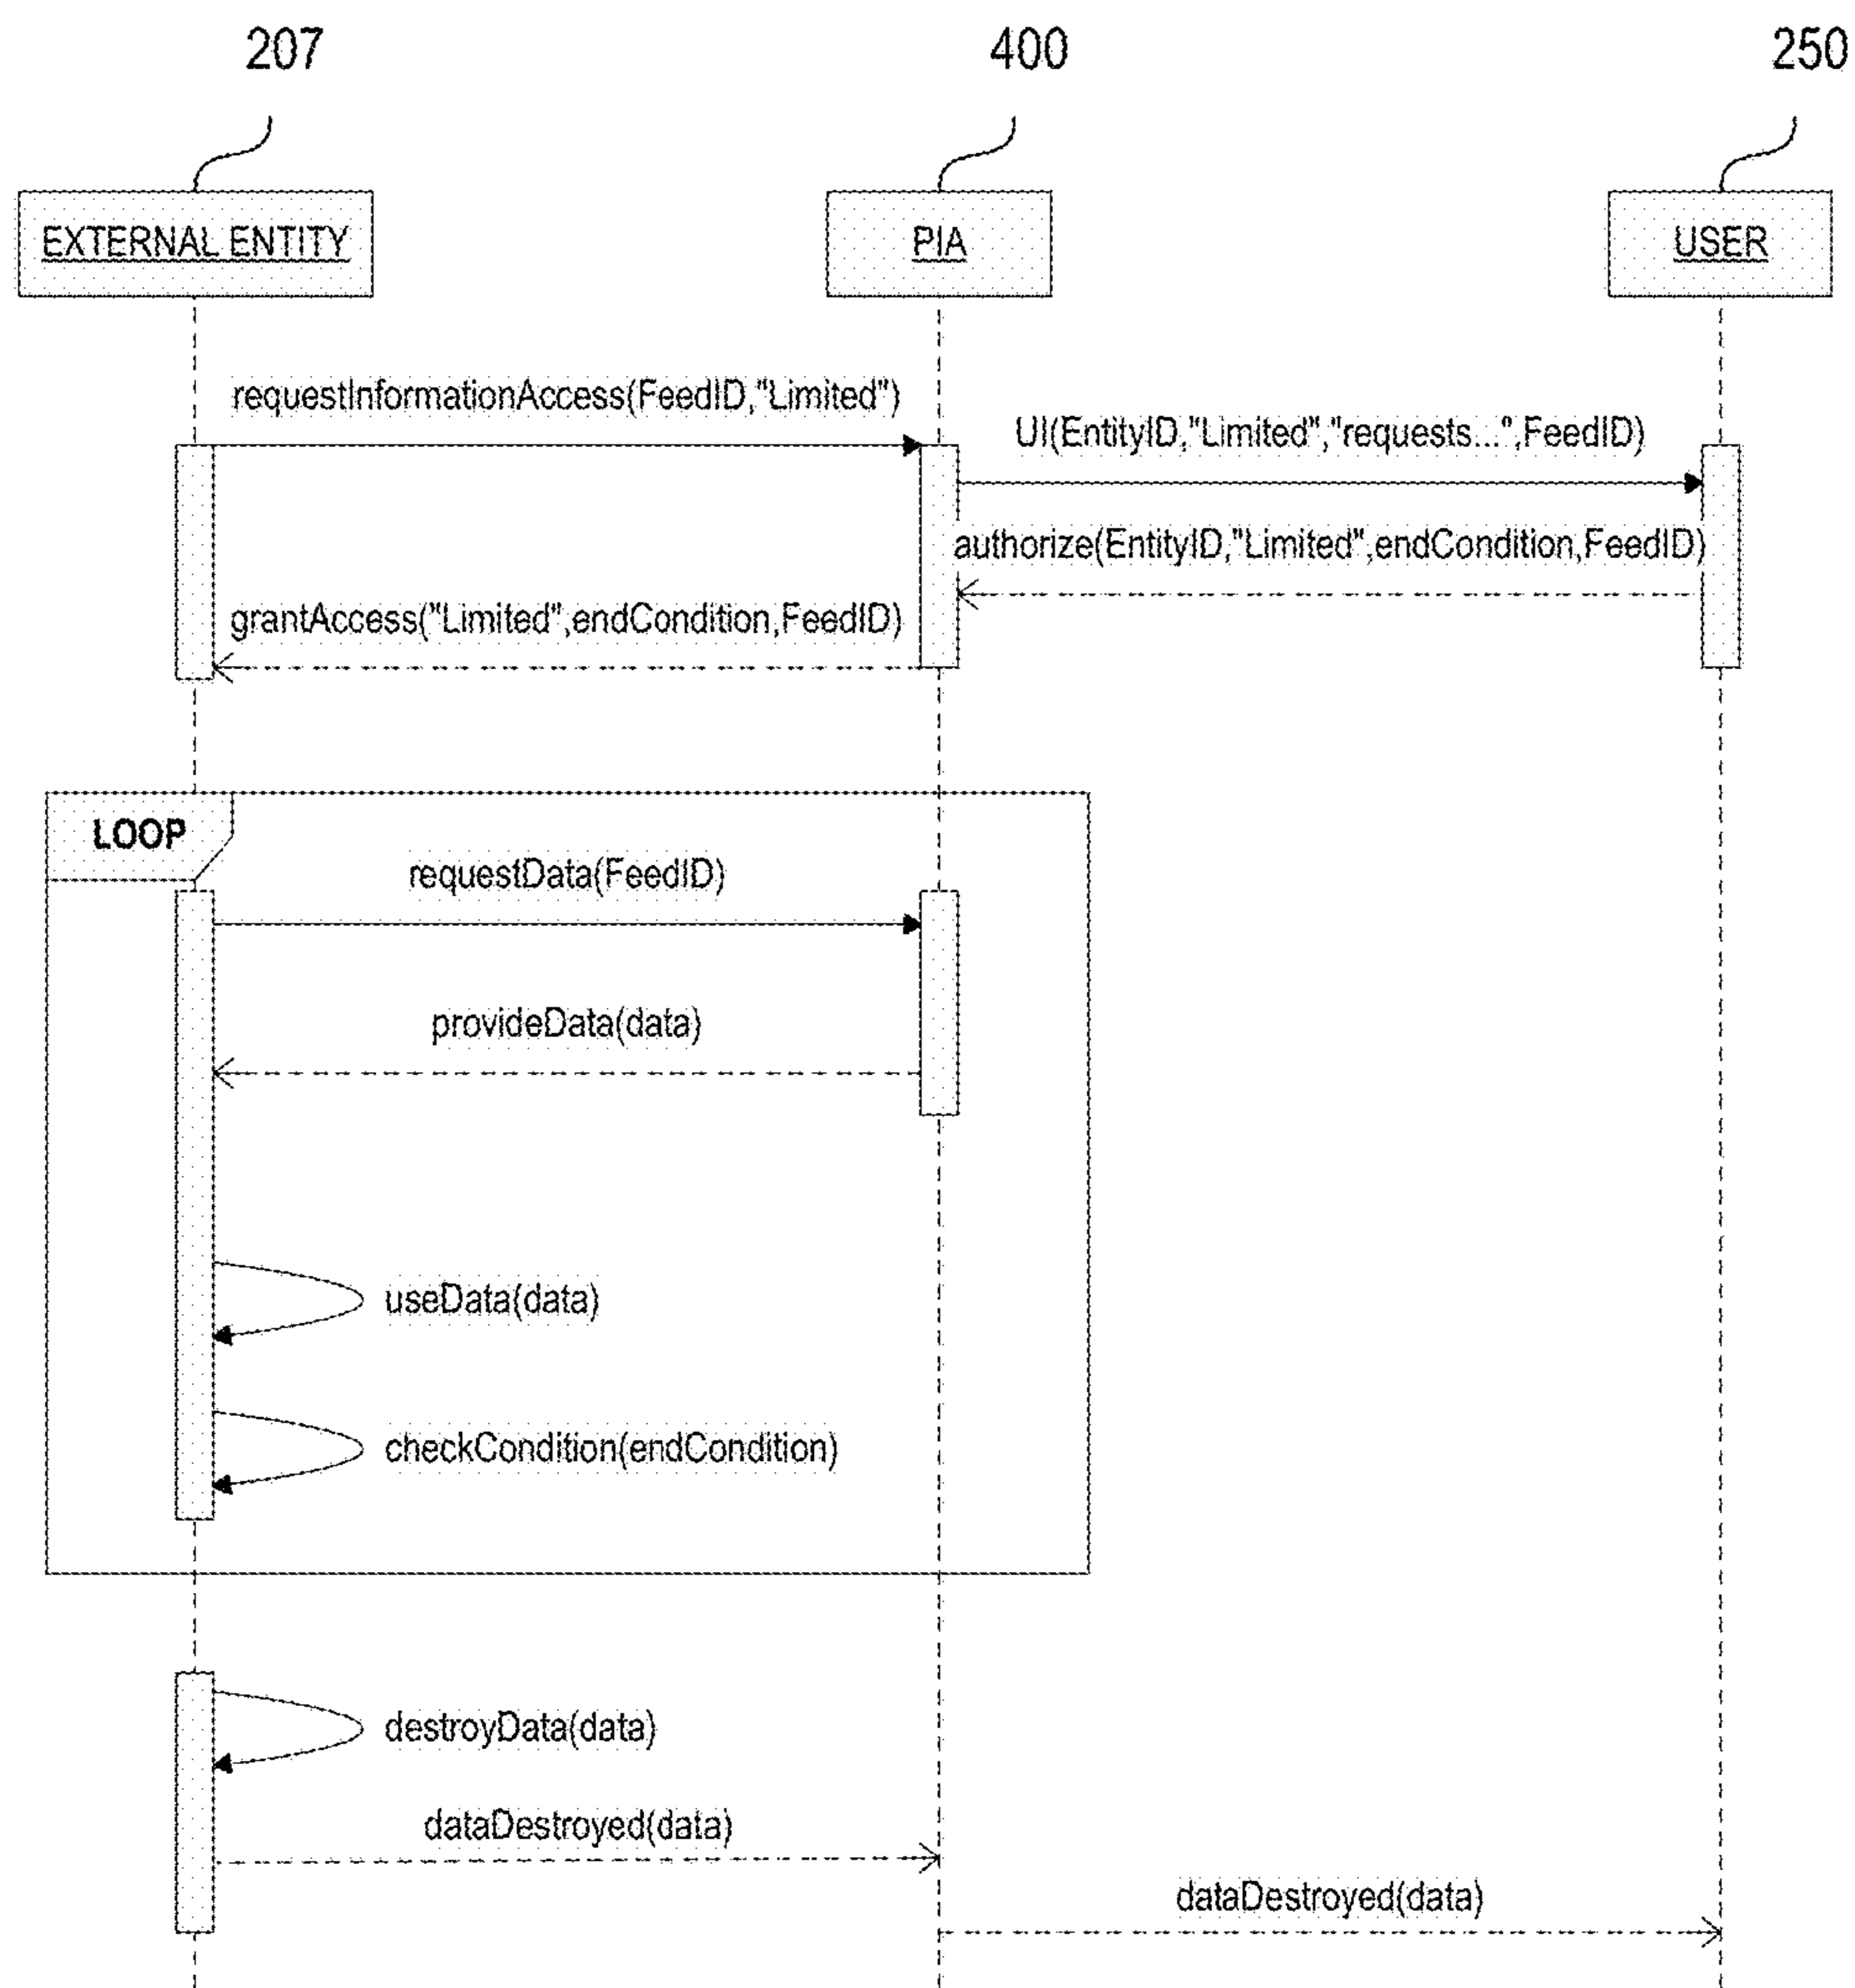 207
400
250
EXTERNAL ENTITY
PIA
USER
requestInformationAccess(FeedID,"Limited")
UI(EntityID,"Limited","requests...",FeedID)
authorize(EntityID,"Limited",endCondition,FeedID)
grantAccess("Limited",endCondition,FeedID)
LOOP
requestData(FeedID)
provideData(data)
useData(data)
checkCondition(endCondition)
destroyData(data)
dataDestroyed(data)
dataDestroyed(data)